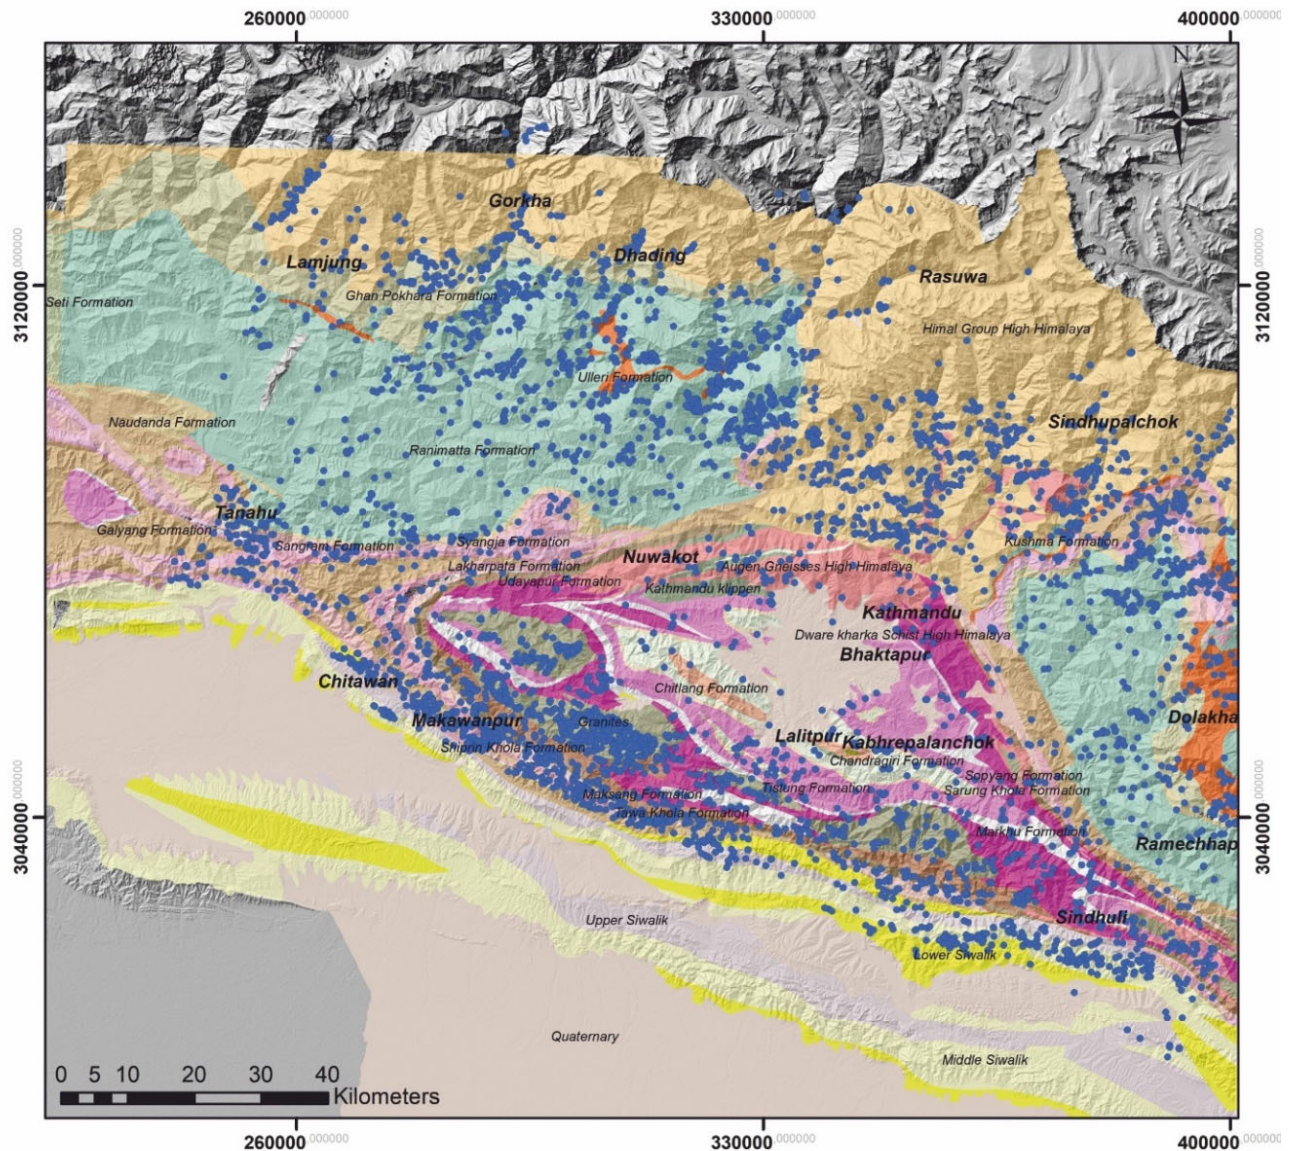 260000.000000 330000.000000 400000.000000
N
Gorkha
Dhading
Lamjung
Rasuwa
3120000.000000
3120000.000000
Seti Formation
Ghan Pokhara Formation
Himal Group High Himalaya
Ulleri Formation
Naudanda Formation
Sindhupalchok
Ranimatta Formation
Tanahu
Galyang Formation
Sangram Formation
Syangja Formation
Kushma Formation
Nuwakot
Lakharpata Formation
Augen Gneisses High Himalaya
Udayapur Formation
Kathmandu klippen
Kathmandu
Dware kharka Schist High Himalaya
Bhaktapur
Chitawan
Chitlang Formation
Makawanpur
Granites
Dolakha
Lalitpur
Kabhrepalanchok
Shiprin Khola Formation
Chandragiri Formation
Sopyang Formation
Maksang Formation
Tistung Formation
Sarung Khola Formation
3040000.000000
3040000.000000
Tawa Khola Formation
Markhu Formation
Ramechhap
Sindhuli
Upper Siwalik
Lower Siwalik
Quaternary
Middle Siwalik
0 5 10 20 30 40
Kilometers
260000.000000 330000.000000 400000.000000